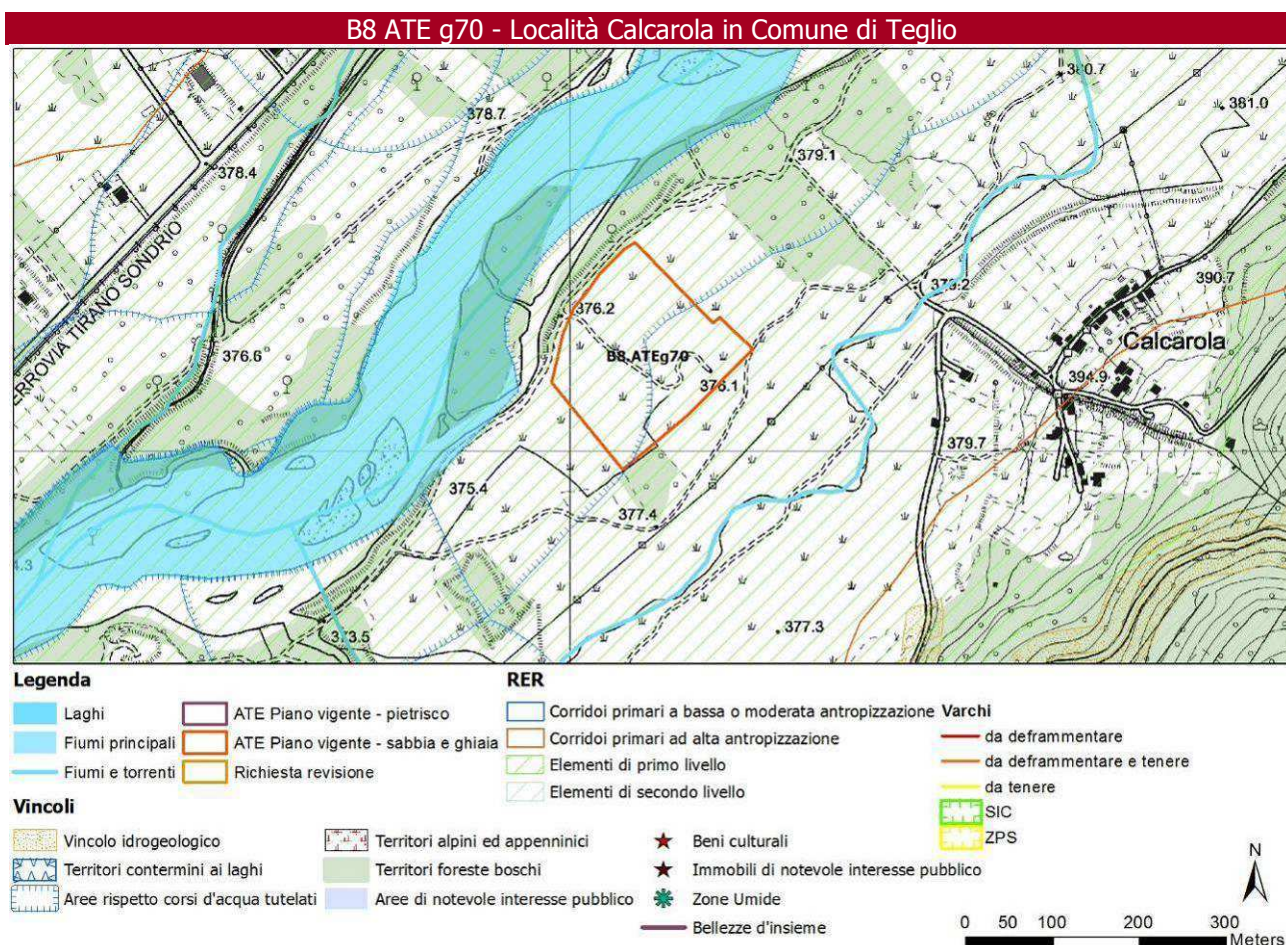 B8 ATE g70 - Località Calcarola in Comune di Teglio
380.7
381.0
378.7
379.1
378.4
FERROVIA TIRANO SONDRIO
390.7
376.2
376.6
B8 ATEg70
Calcarola
376.1
394.9
379.7
375.4
377.4
4.3
373.5
377.3
Legenda
Laghi
Fiumi principali
Fiumi e torrenti
ATE Piano vigente - pietrisco
ATE Piano vigente - sabbia e ghiaia
Richiesta revisione
RER
Corridoi primari a bassa o moderata antropizzazione
Corridoi primari ad alta antropizzazione
Elementi di primo livello
Elementi di secondo livello
Varchi
da deframmentare
da deframmentare e tenere
da tenere
SIC
ZPS
Vincoli
Vincolo idrogeologico
Territori contermini ai laghi
Aree rispetto corsi d'acqua tutelati
Territori alpini ed appenninici
Territori foreste boschi
Aree di notevole interesse pubblico
Beni culturali
Immobili di notevole interesse pubblico
Zone Umide
Bellezze d'insieme
N
0 50 100 200 300
Meters